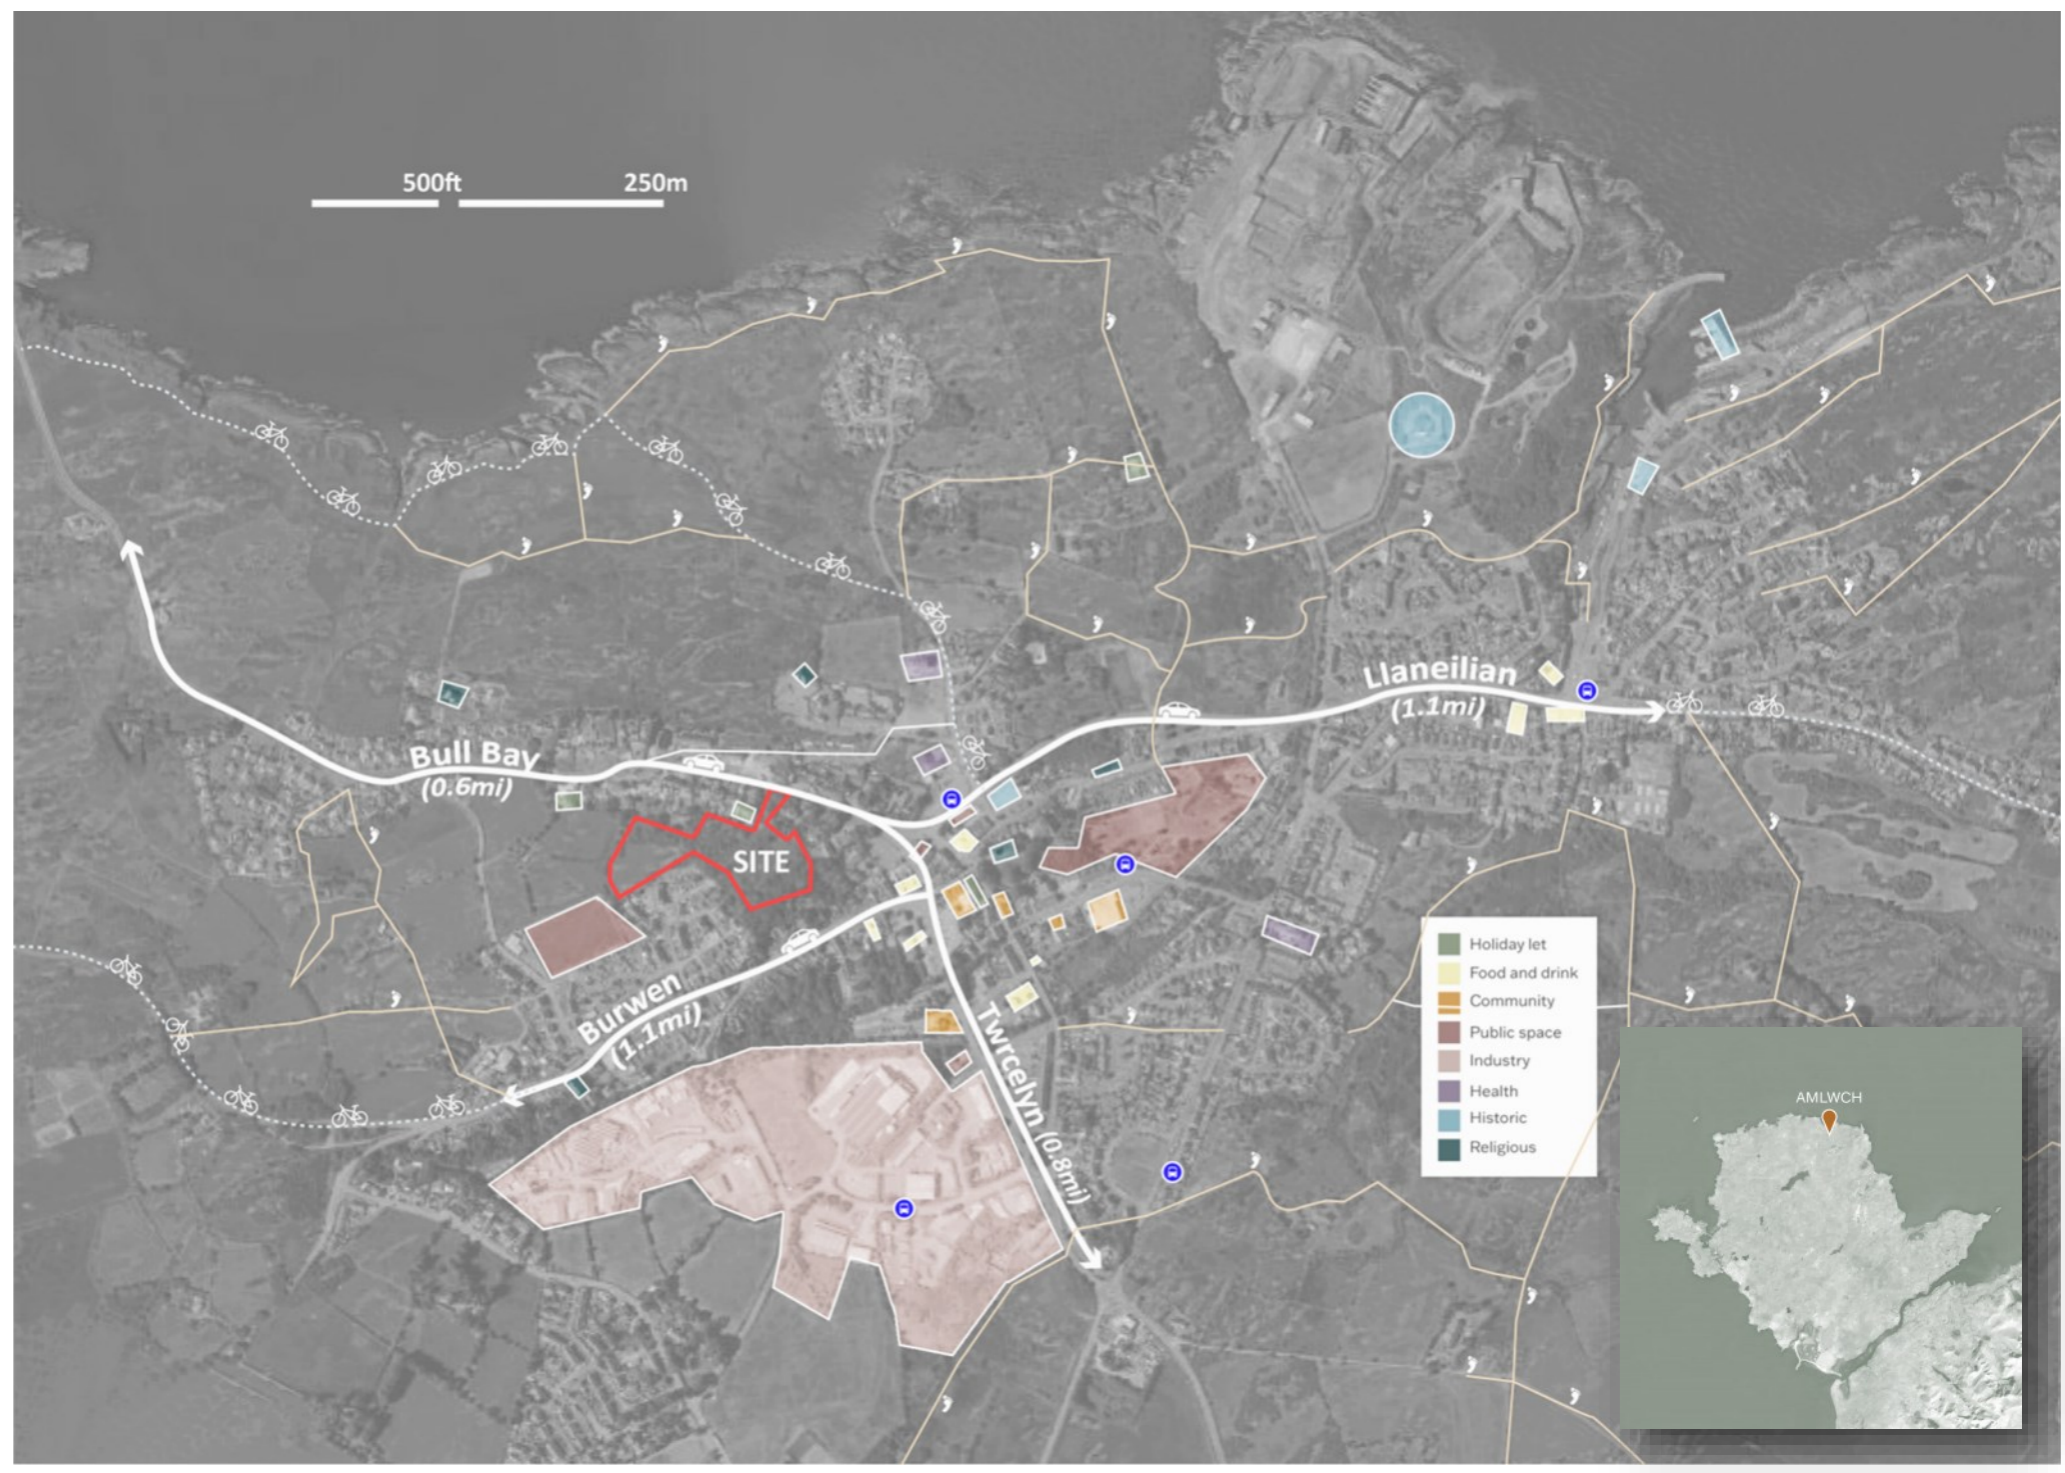 500ft 250m
Llaneilian
(1.1mi)
Bull Bay
(0.6mi)
SITE
Burwen
(1.1mi)
Twrcelyn (0.8mi)
Holiday let
Food and drink
Community
Public space
Industry
Health
Historic
Religious
AMLWCH